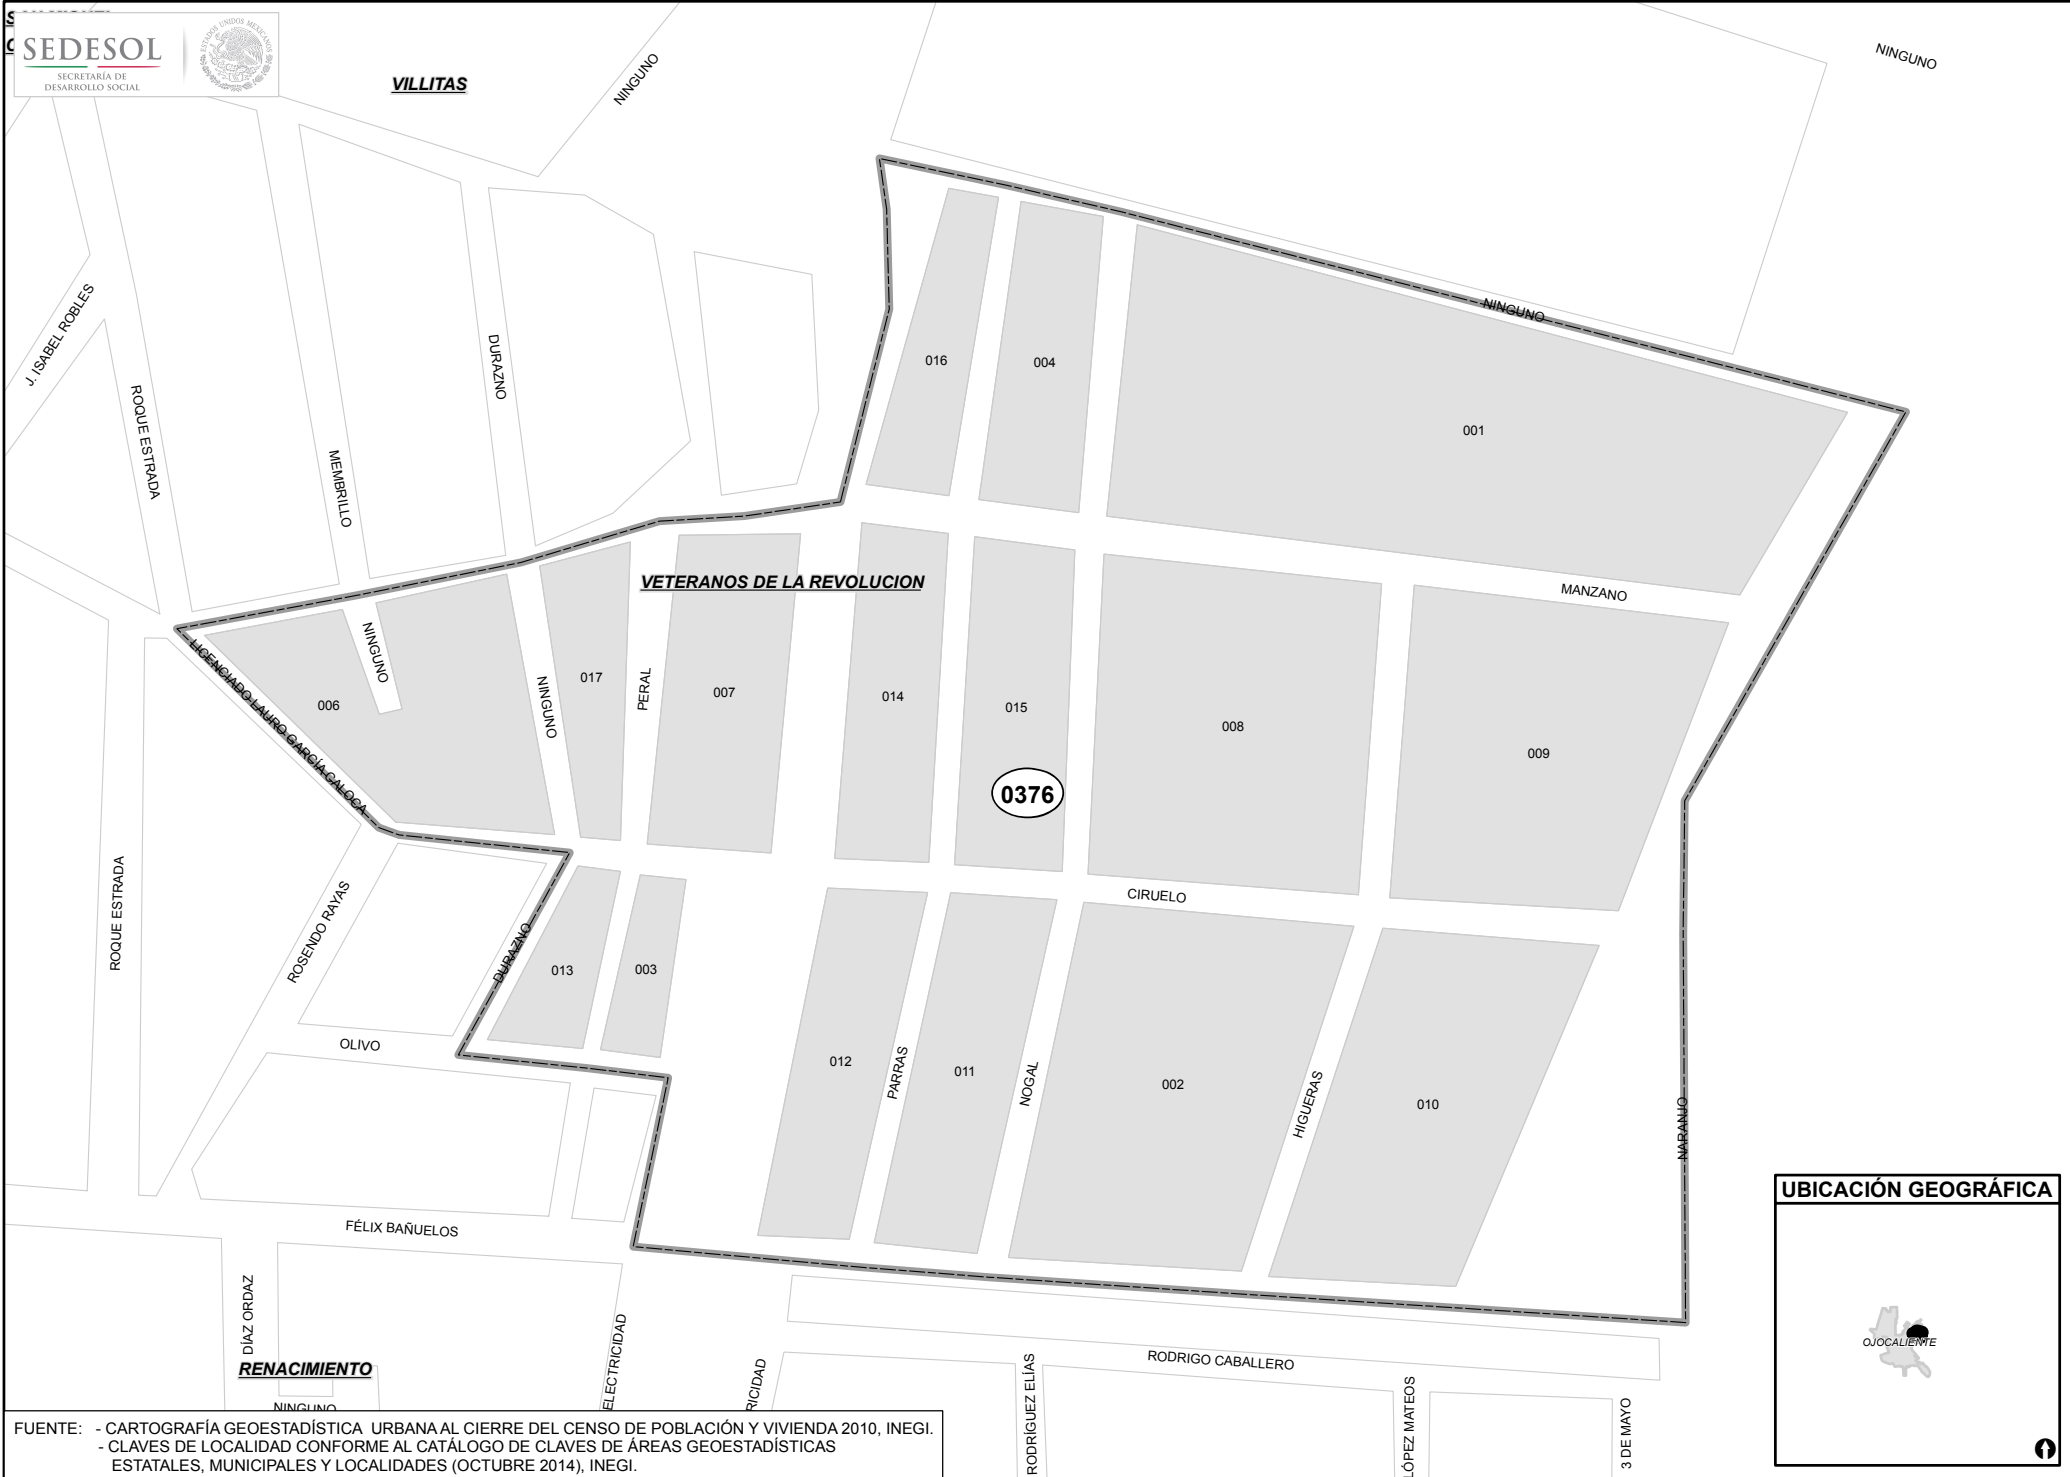 SEDESOL
SECRETARÍA DE
DESARROLLO SOCIAL
ESTADOS UNIDOS MEXICANOS
VILLITAS
NINGUNO
NINGUNO
J. ISABEL ROBLES
ROQUE ESTRADA
MEMBRILLO
DURAZNO
016
004
001
NINGUNO
VETERANOS DE LA REVOLUCION
MANZANO
LICENCIADO LAURO GARCÍA CALOCA
NINGUNO
006
NINGUNO
017
PERAL
007
014
015
008
009
0376
CIRUELO
ROQUE ESTRADA
ROSENDO RAYAS
DURAZNO
013
003
OLIVO
012
PARRAS
011
NOGAL
002
HIGUERAS
010
NARANJO
FÉLIX BAÑUELOS
DÍAZ ORDAZ
RENACIMIENTO
NINGUNO
ELECTRICIDAD
RICIDAD
RODRIGO CABALLERO
RODRÍGUEZ ELÍAS
LÓPEZ MATEOS
3 DE MAYO
UBICACIÓN GEOGRÁFICA
OJOCALIENTE
FUENTE: - CARTOGRAFÍA GEOESTADÍSTICA URBANA AL CIERRE DEL CENSO DE POBLACIÓN Y VIVIENDA 2010, INEGI.
- CLAVES DE LOCALIDAD CONFORME AL CATÁLOGO DE CLAVES DE ÁREAS GEOESTADÍSTICAS
ESTATALES, MUNICIPALES Y LOCALIDADES (OCTUBRE 2014), INEGI.